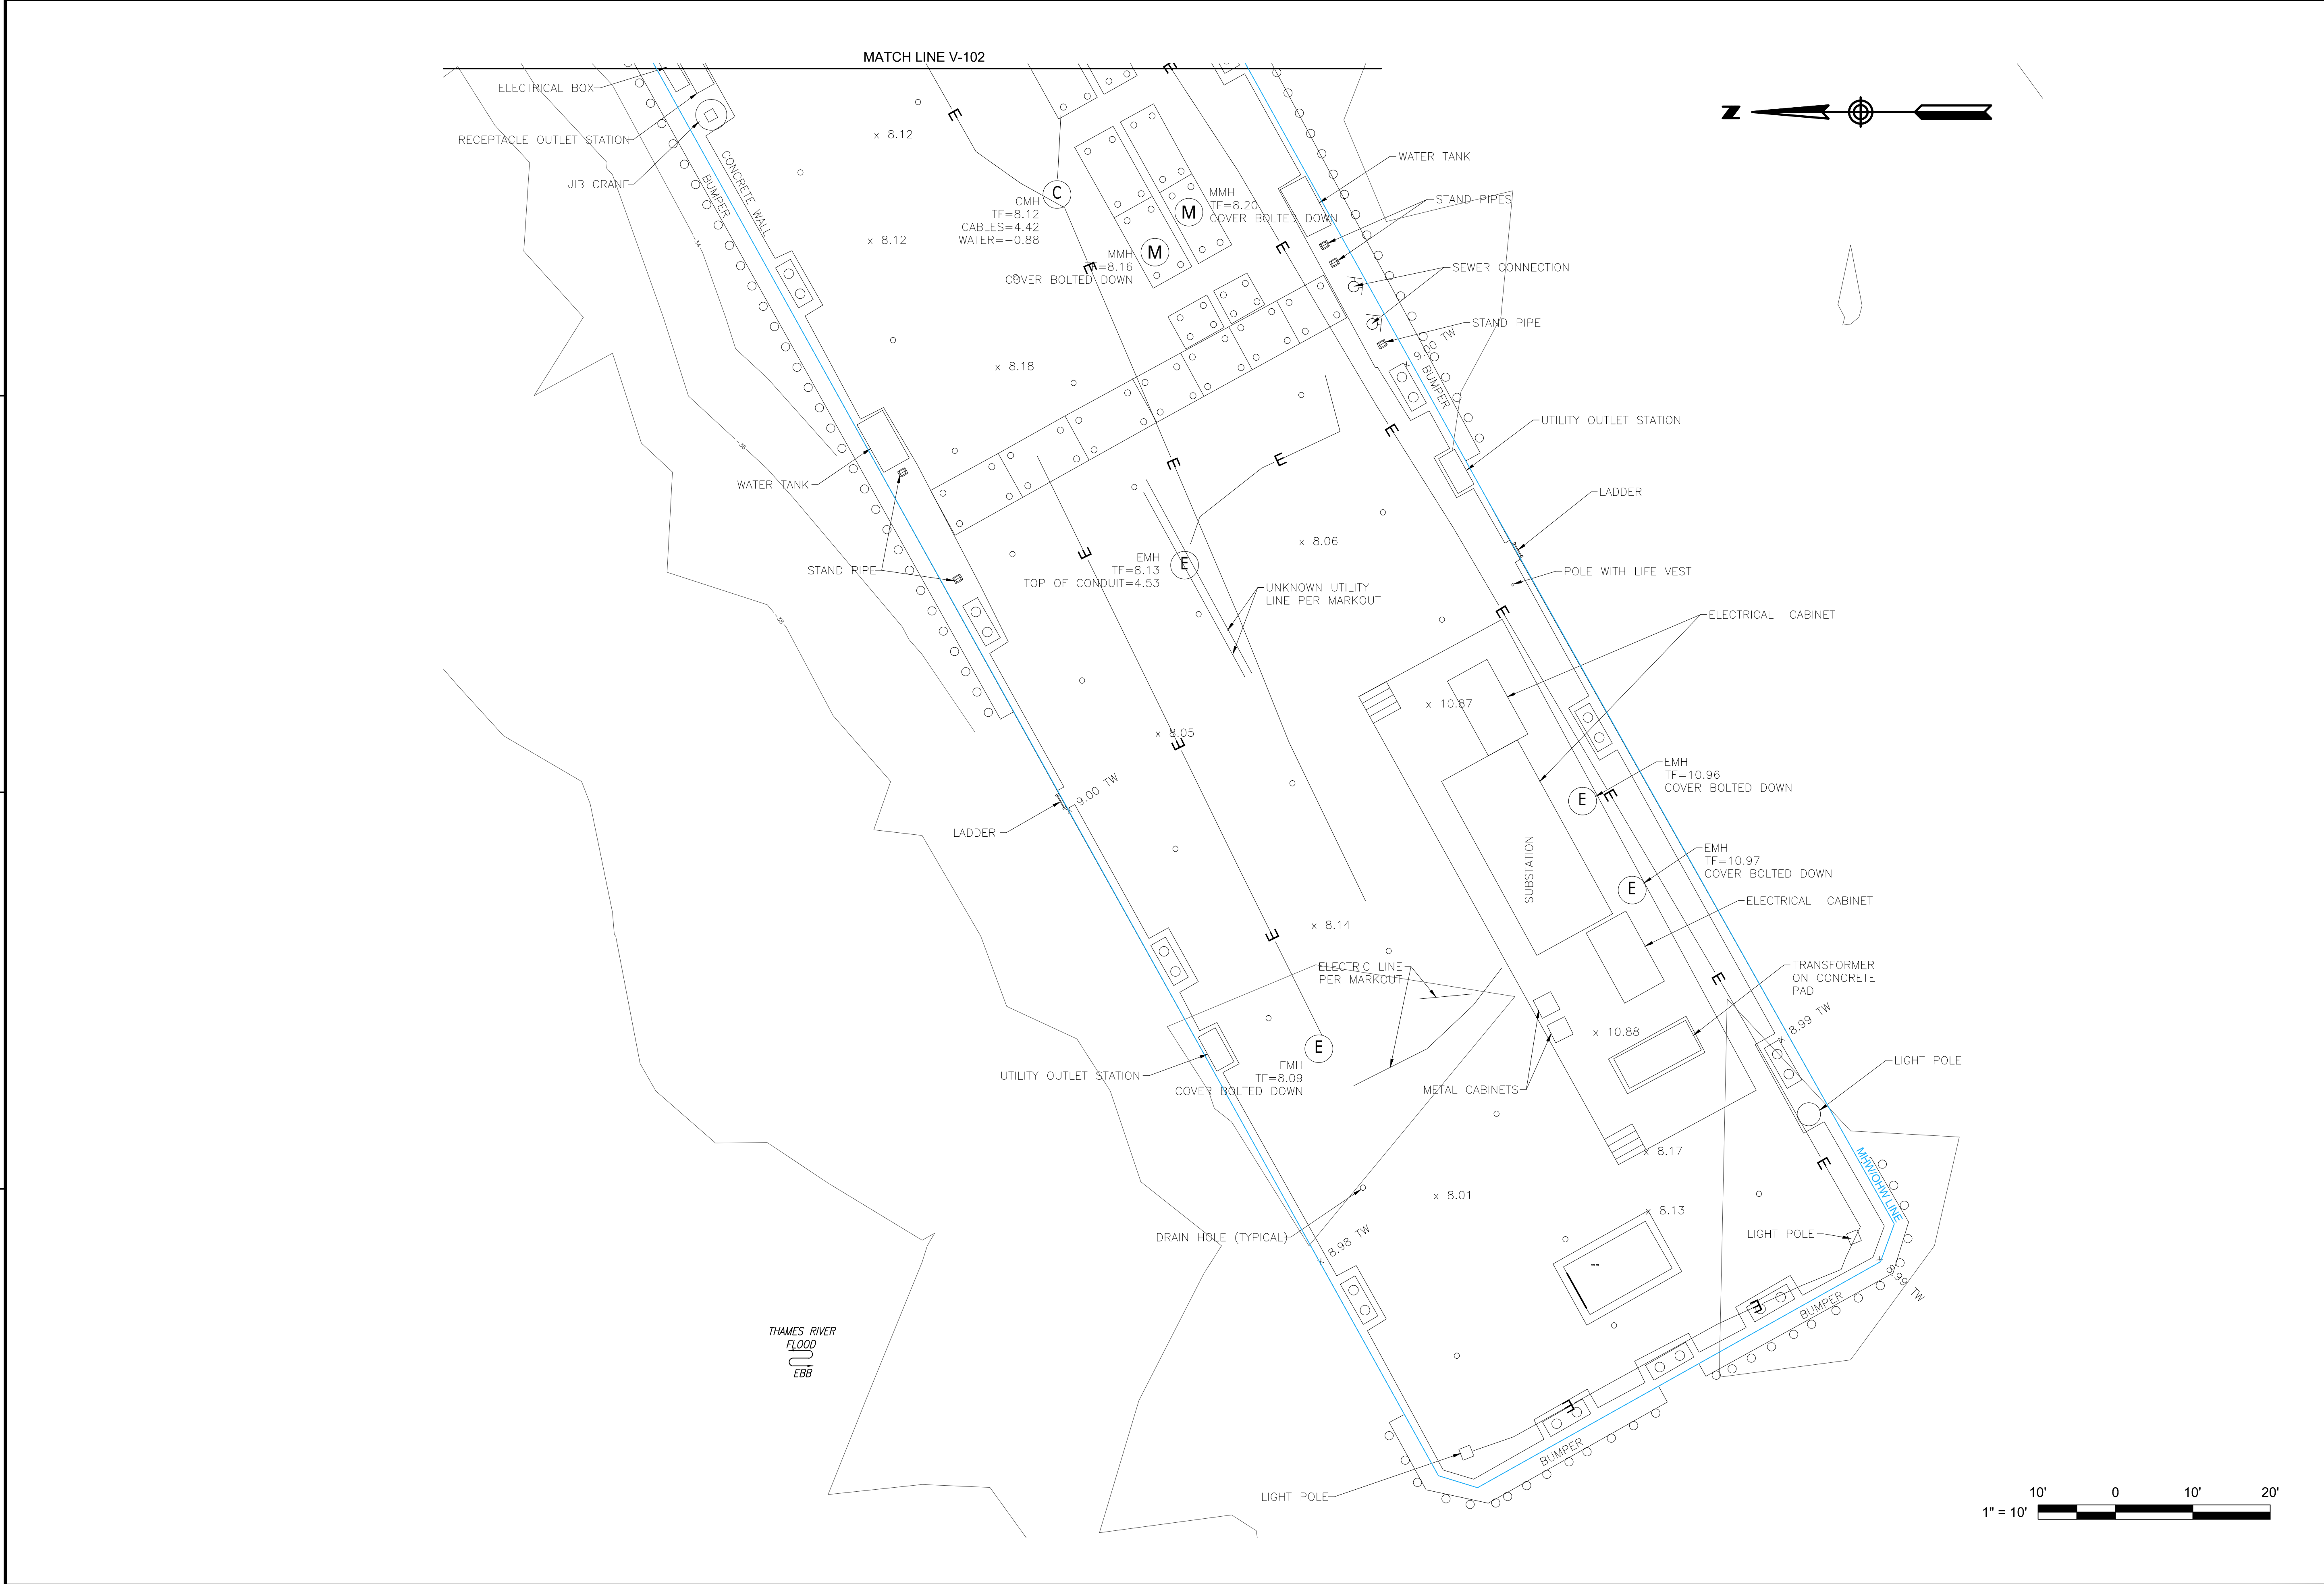 MATCH LINE V-102
ELECTRICAL BOX
RECEPTACLE OUTLET STATION
JIB CRANE
BUMPER
CONCRETE WALL
-34
-36
-38
x 8.12
x 8.12
x 8.18
E
E
E
C
CMH
TF=8.12
CABLES=4.42
WATER=-0.88
M
MMH
TF=8.20
COVER BOLTED DOWN
M
MMH
TF=8.16
COVER BOLTED DOWN
N
WATER TANK
STAND PIPES
SEWER CONNECTION
STAND PIPE
x 9.00 TW
BUMPER
UTILITY OUTLET STATION
LADDER
POLE WITH LIFE VEST
ELECTRICAL CABINET
WATER TANK
STAND PIPE
E
E
E
E
E
E
EMH
TF=8.13
TOP OF CONDUIT=4.53
x 8.06
UNKNOWN UTILITY
LINE PER MARKOUT
E
x 10.87
x 8.05
E
9.00 TW
LADDER
EMH
TF=10.96
COVER BOLTED DOWN
E
E
SUBSTATION
EMH
TF=10.97
COVER BOLTED DOWN
E
ELECTRICAL CABINET
x 8.14
E
ELECTRIC LINE
PER MARKOUT
TRANSFORMER
ON CONCRETE
PAD
E
x 10.88
x 8.99 TW
E
EMH
TF=8.09
COVER BOLTED DOWN
UTILITY OUTLET STATION
METAL CABINETS
LIGHT POLE
x 8.17
E
MHW/OHW LINE
x 8.01
x 8.13
DRAIN HOLE (TYPICAL)
x 8.98 TW
LIGHT POLE
x 8.99 TW
--
E
BUMPER
THAMES RIVER
FLOOD
EBB
E
BUMPER
LIGHT POLE
10' 0 10' 20'
1" = 10'